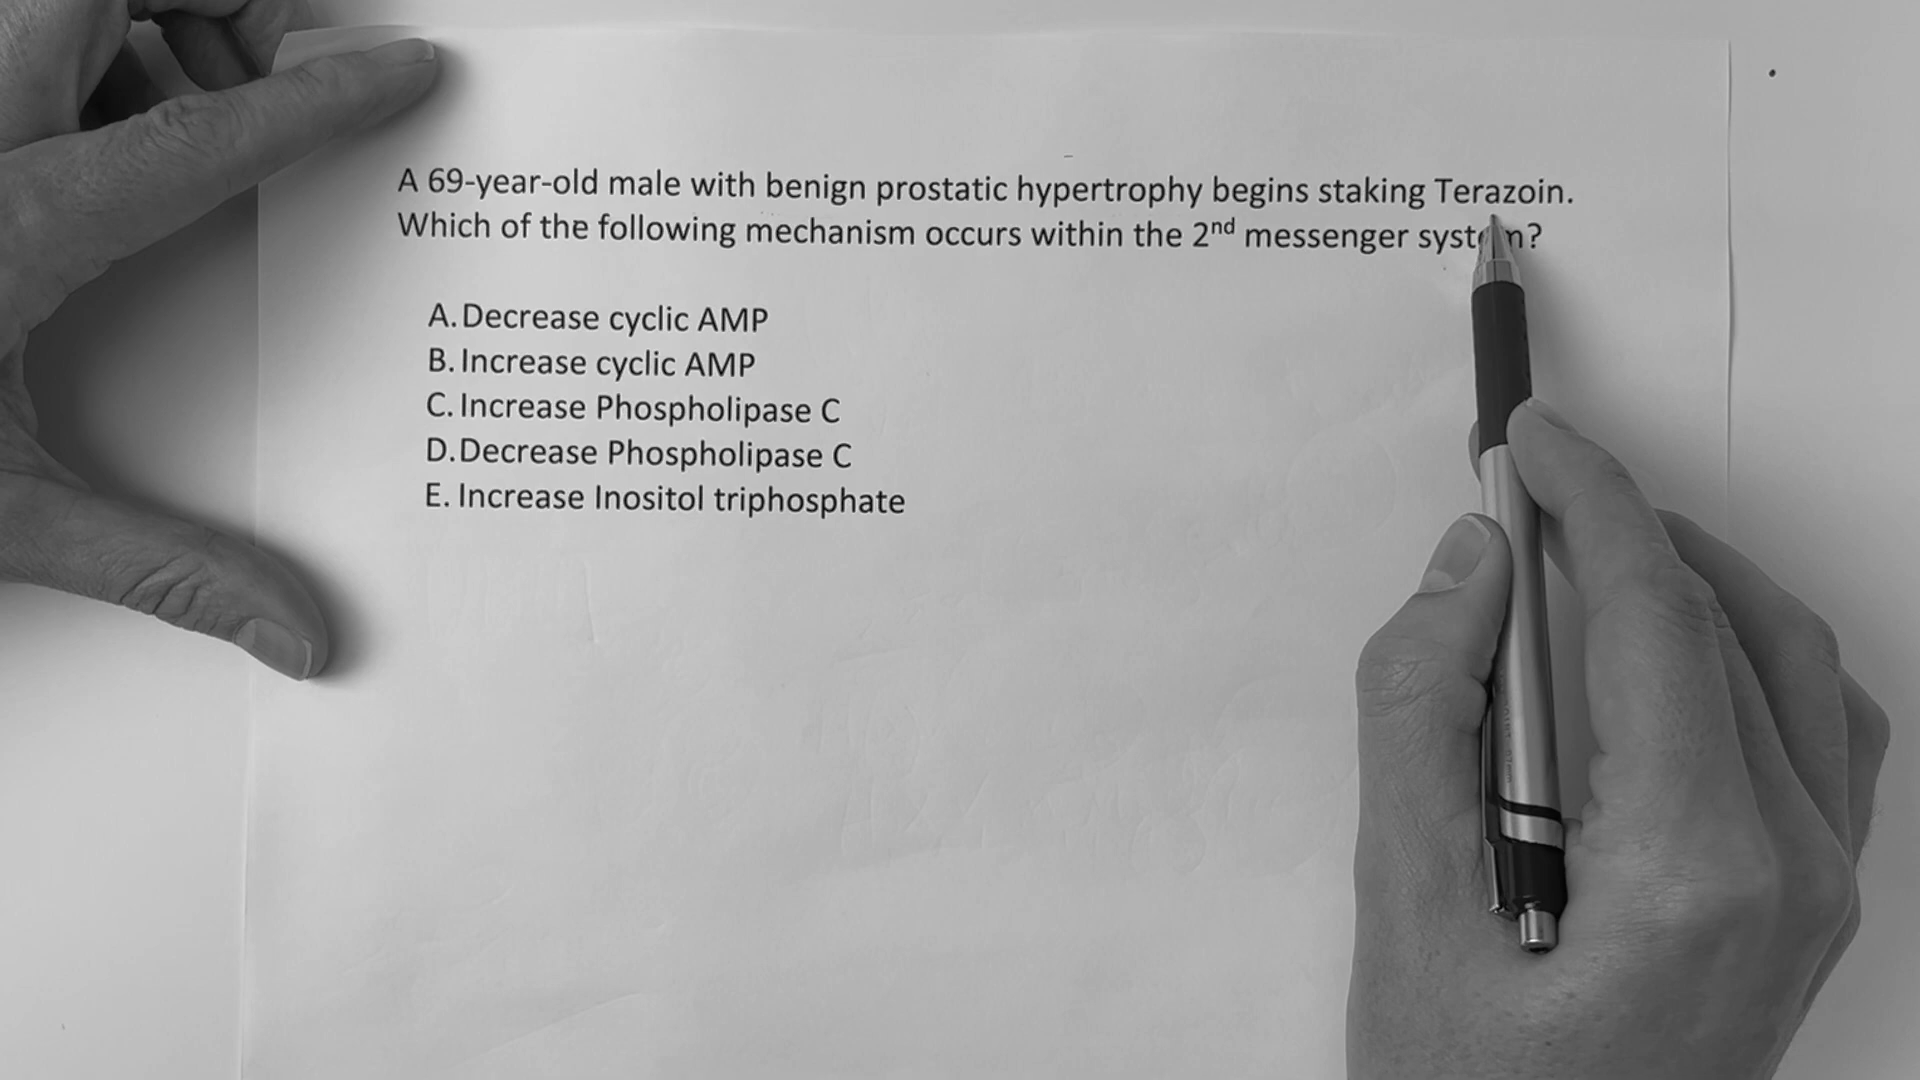 A 69-year-old male with benign prostatic hypertrophy begins staking Terazoin.
Which of the following mechanism occurs within the 2nd messenger system?
A. Decrease cyclic AMP
B. Increase cyclic AMP
C. Increase Phospholipase C
D. Decrease Phospholipase C
E. Increase Inositol triphosphate